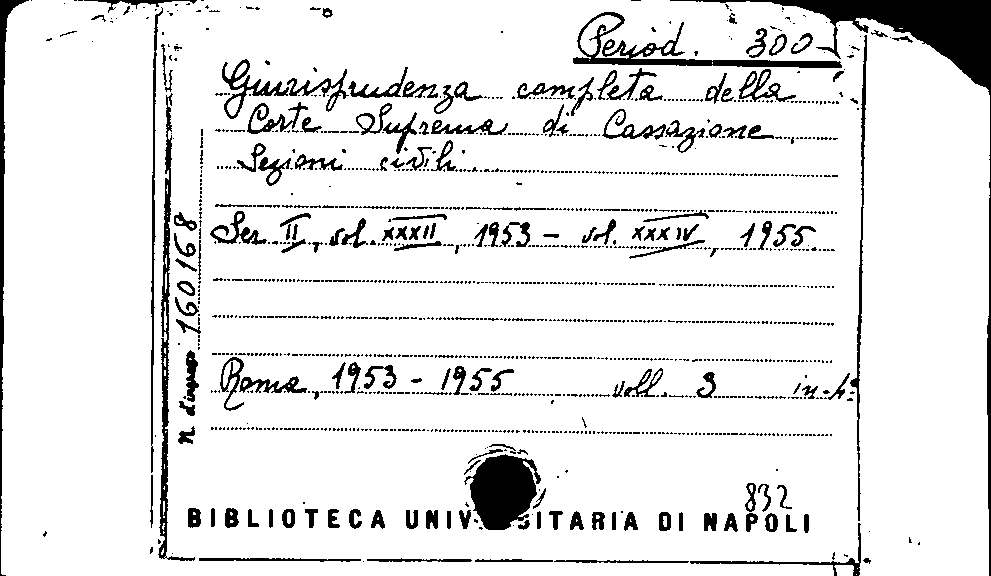 Period. 300
Giurisprudenza completa della
Corte Suprema di Cassazione,
Sezioni civili...
Ser. II, vol. XXXII, 1953 - vol. XXXIV, 1955.
n. d'ingresso 160168
Roma, 1953 - 1955 voll. 3 in-4°
832
BIBLIOTECA UNIV SITARIA DI NAPOLI